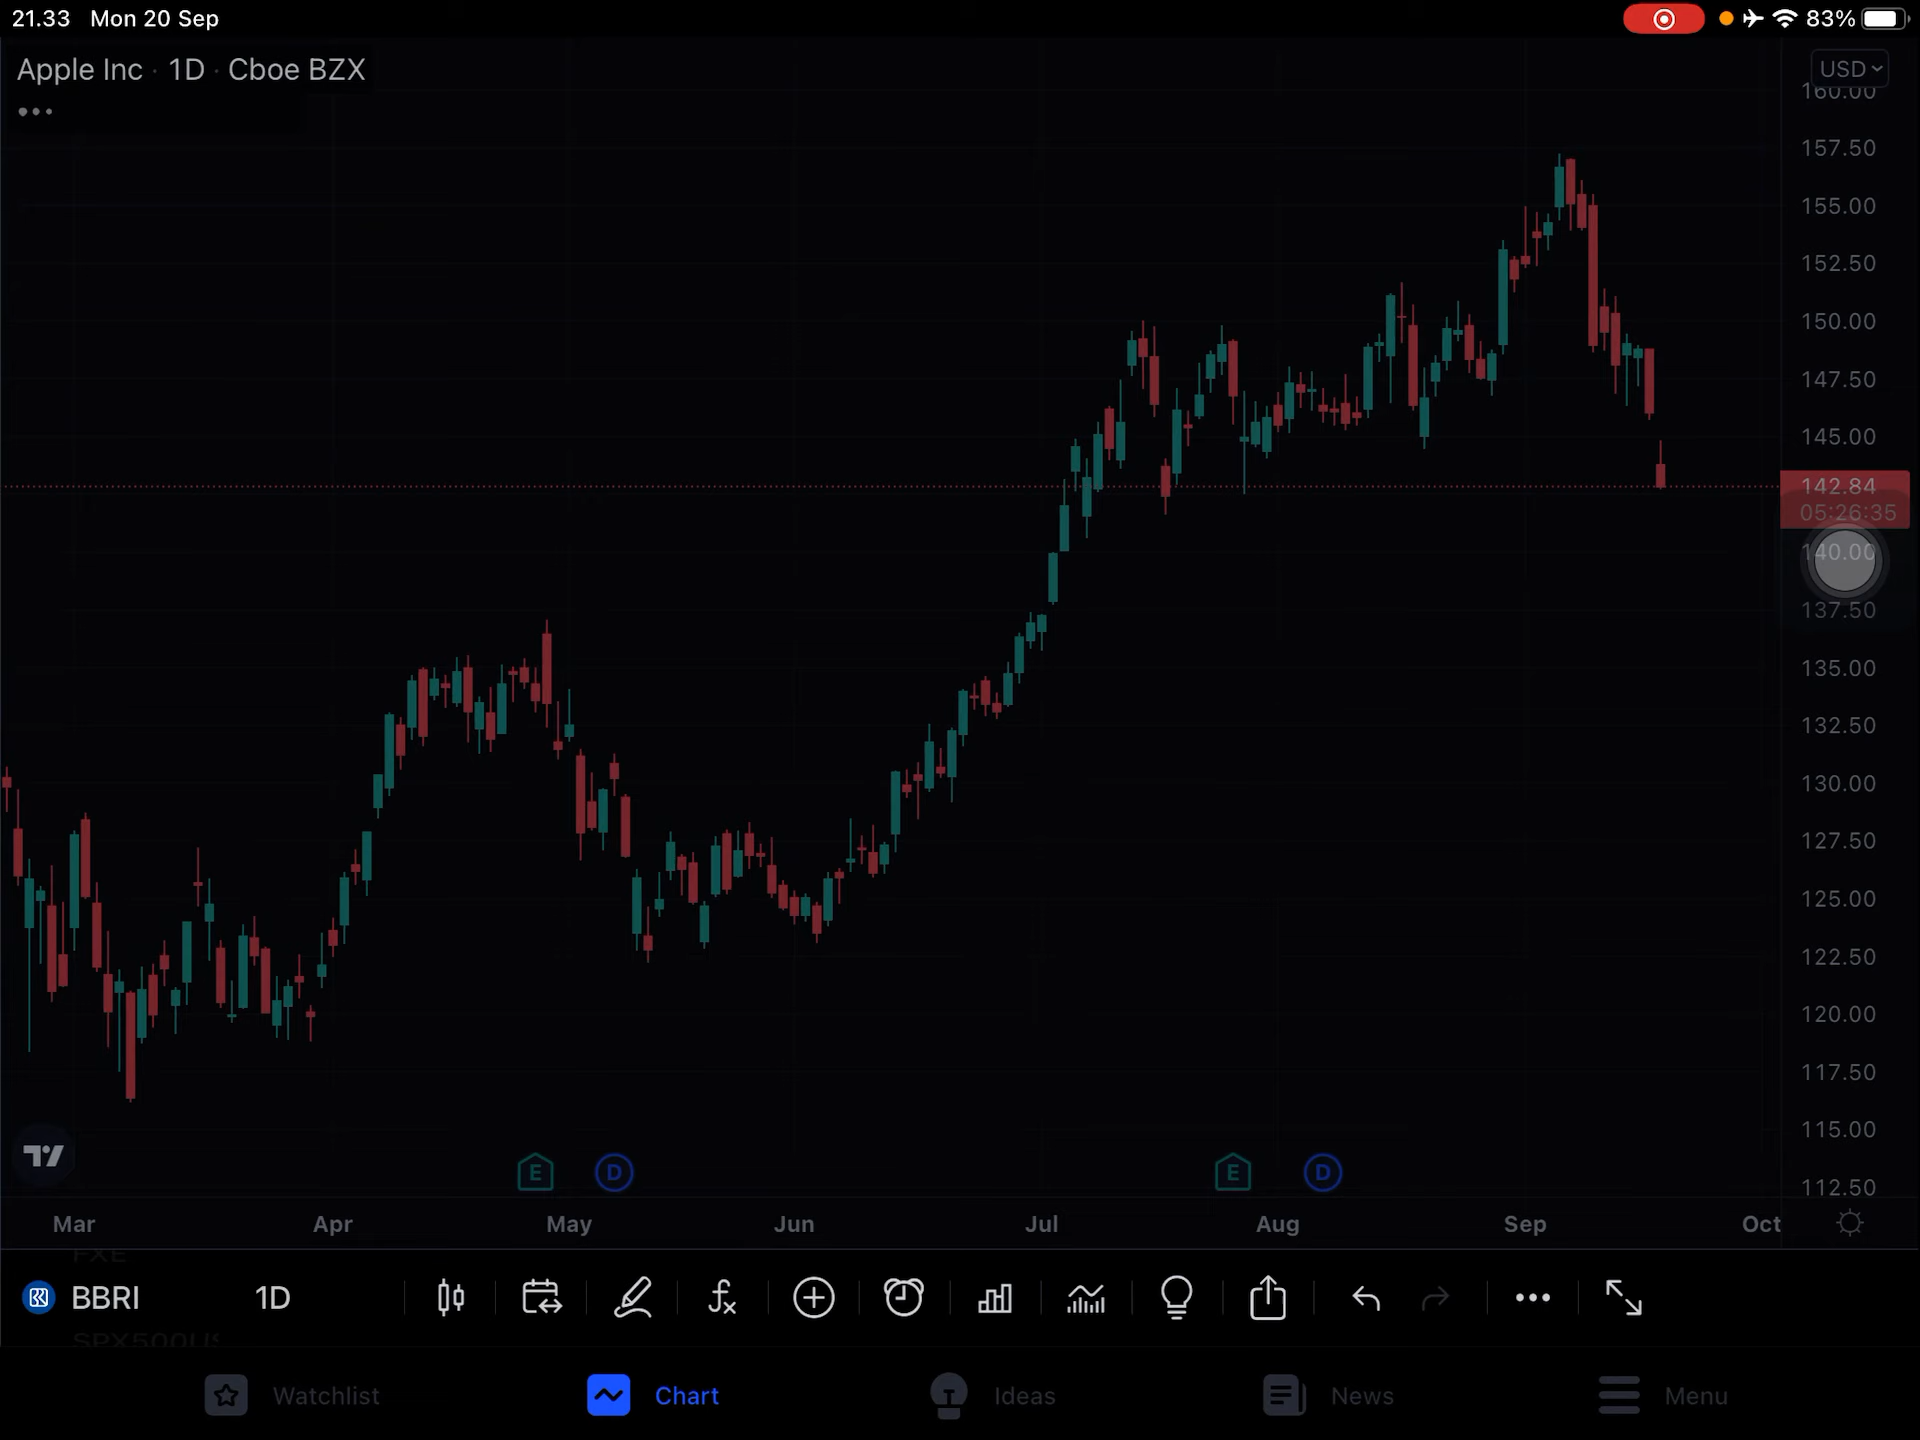 21.33 Mon 20 Sep 83%
Apple Inc · 1D · Cboe BZX
USD
160.00
157.50
155.00
152.50
150.00
147.50
145.00
142.84
05:26:35
140.00
137.50
135.00
132.50
130.00
127.50
125.00
122.50
120.00
117.50
115.00
112.50
E D E D
Mar Apr May Jun Jul Aug Sep Oct
FXE
BBRI 1D
Watchlist Chart Ideas News Menu